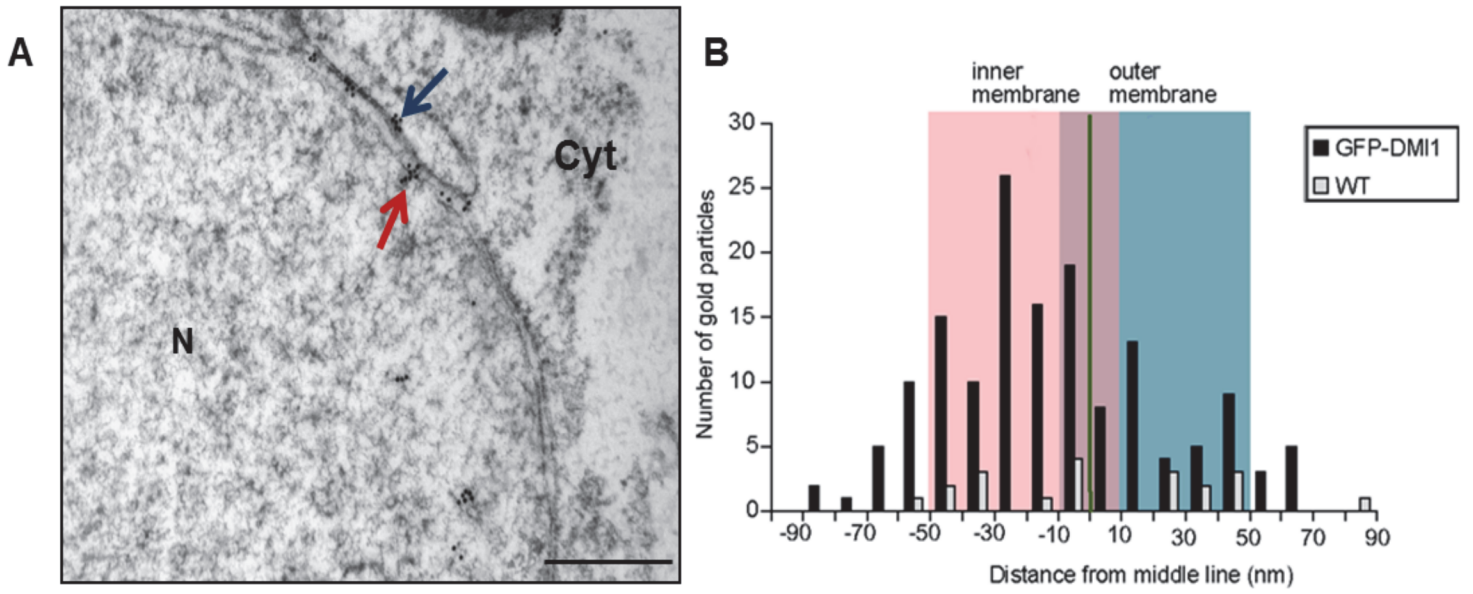 A
Cyt
N
B
inner
membrane
outer
membrane
Number of gold particles
30
25
20
15
10
5
0
GFP-DMI1
WT
-90 -70 -50 -30 -10 10 30 50 70 90
Distance from middle line (nm)